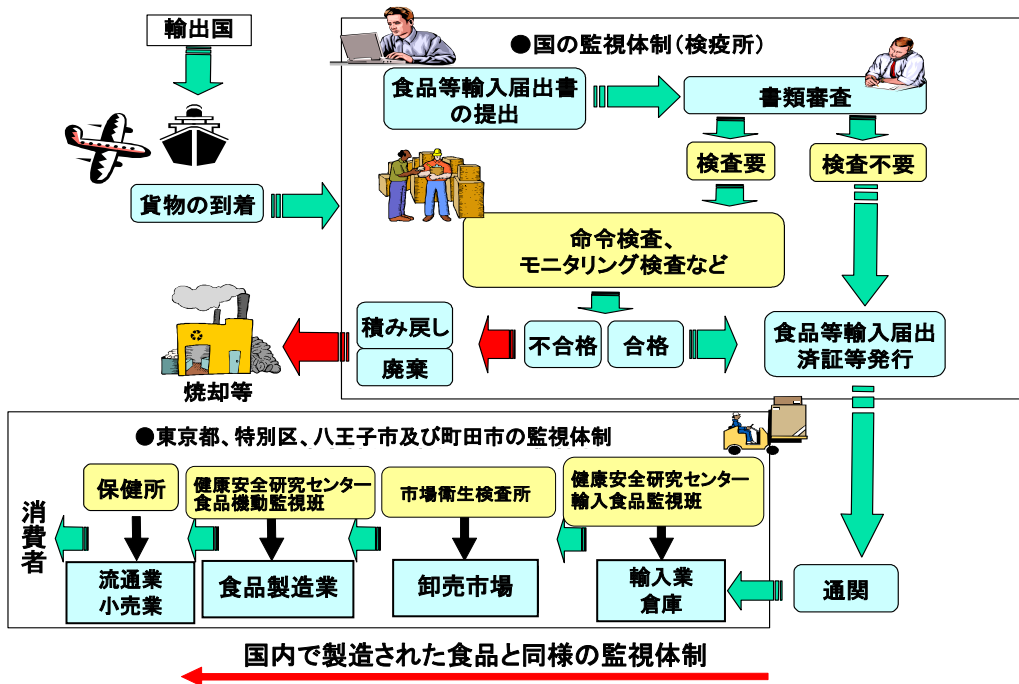 輸出国
●国の監視体制（検疫所）
食品等輸入届出書
の提出
書類審査
検査要
検査不要
貨物の到着
命令検査、
モニタリング検査など
積み戻し
廃棄
不合格
合格
食品等輸入届出
済証等発行
焼却等
●東京都、特別区、八王子市及び町田市の監視体制
保健所
健康安全研究センター
食品機動監視班
市場衛生検査所
健康安全研究センター
輸入食品監視班
消費者
流通業
小売業
食品製造業
卸売市場
輸入業
倉庫
通関
国内で製造された食品と同様の監視体制